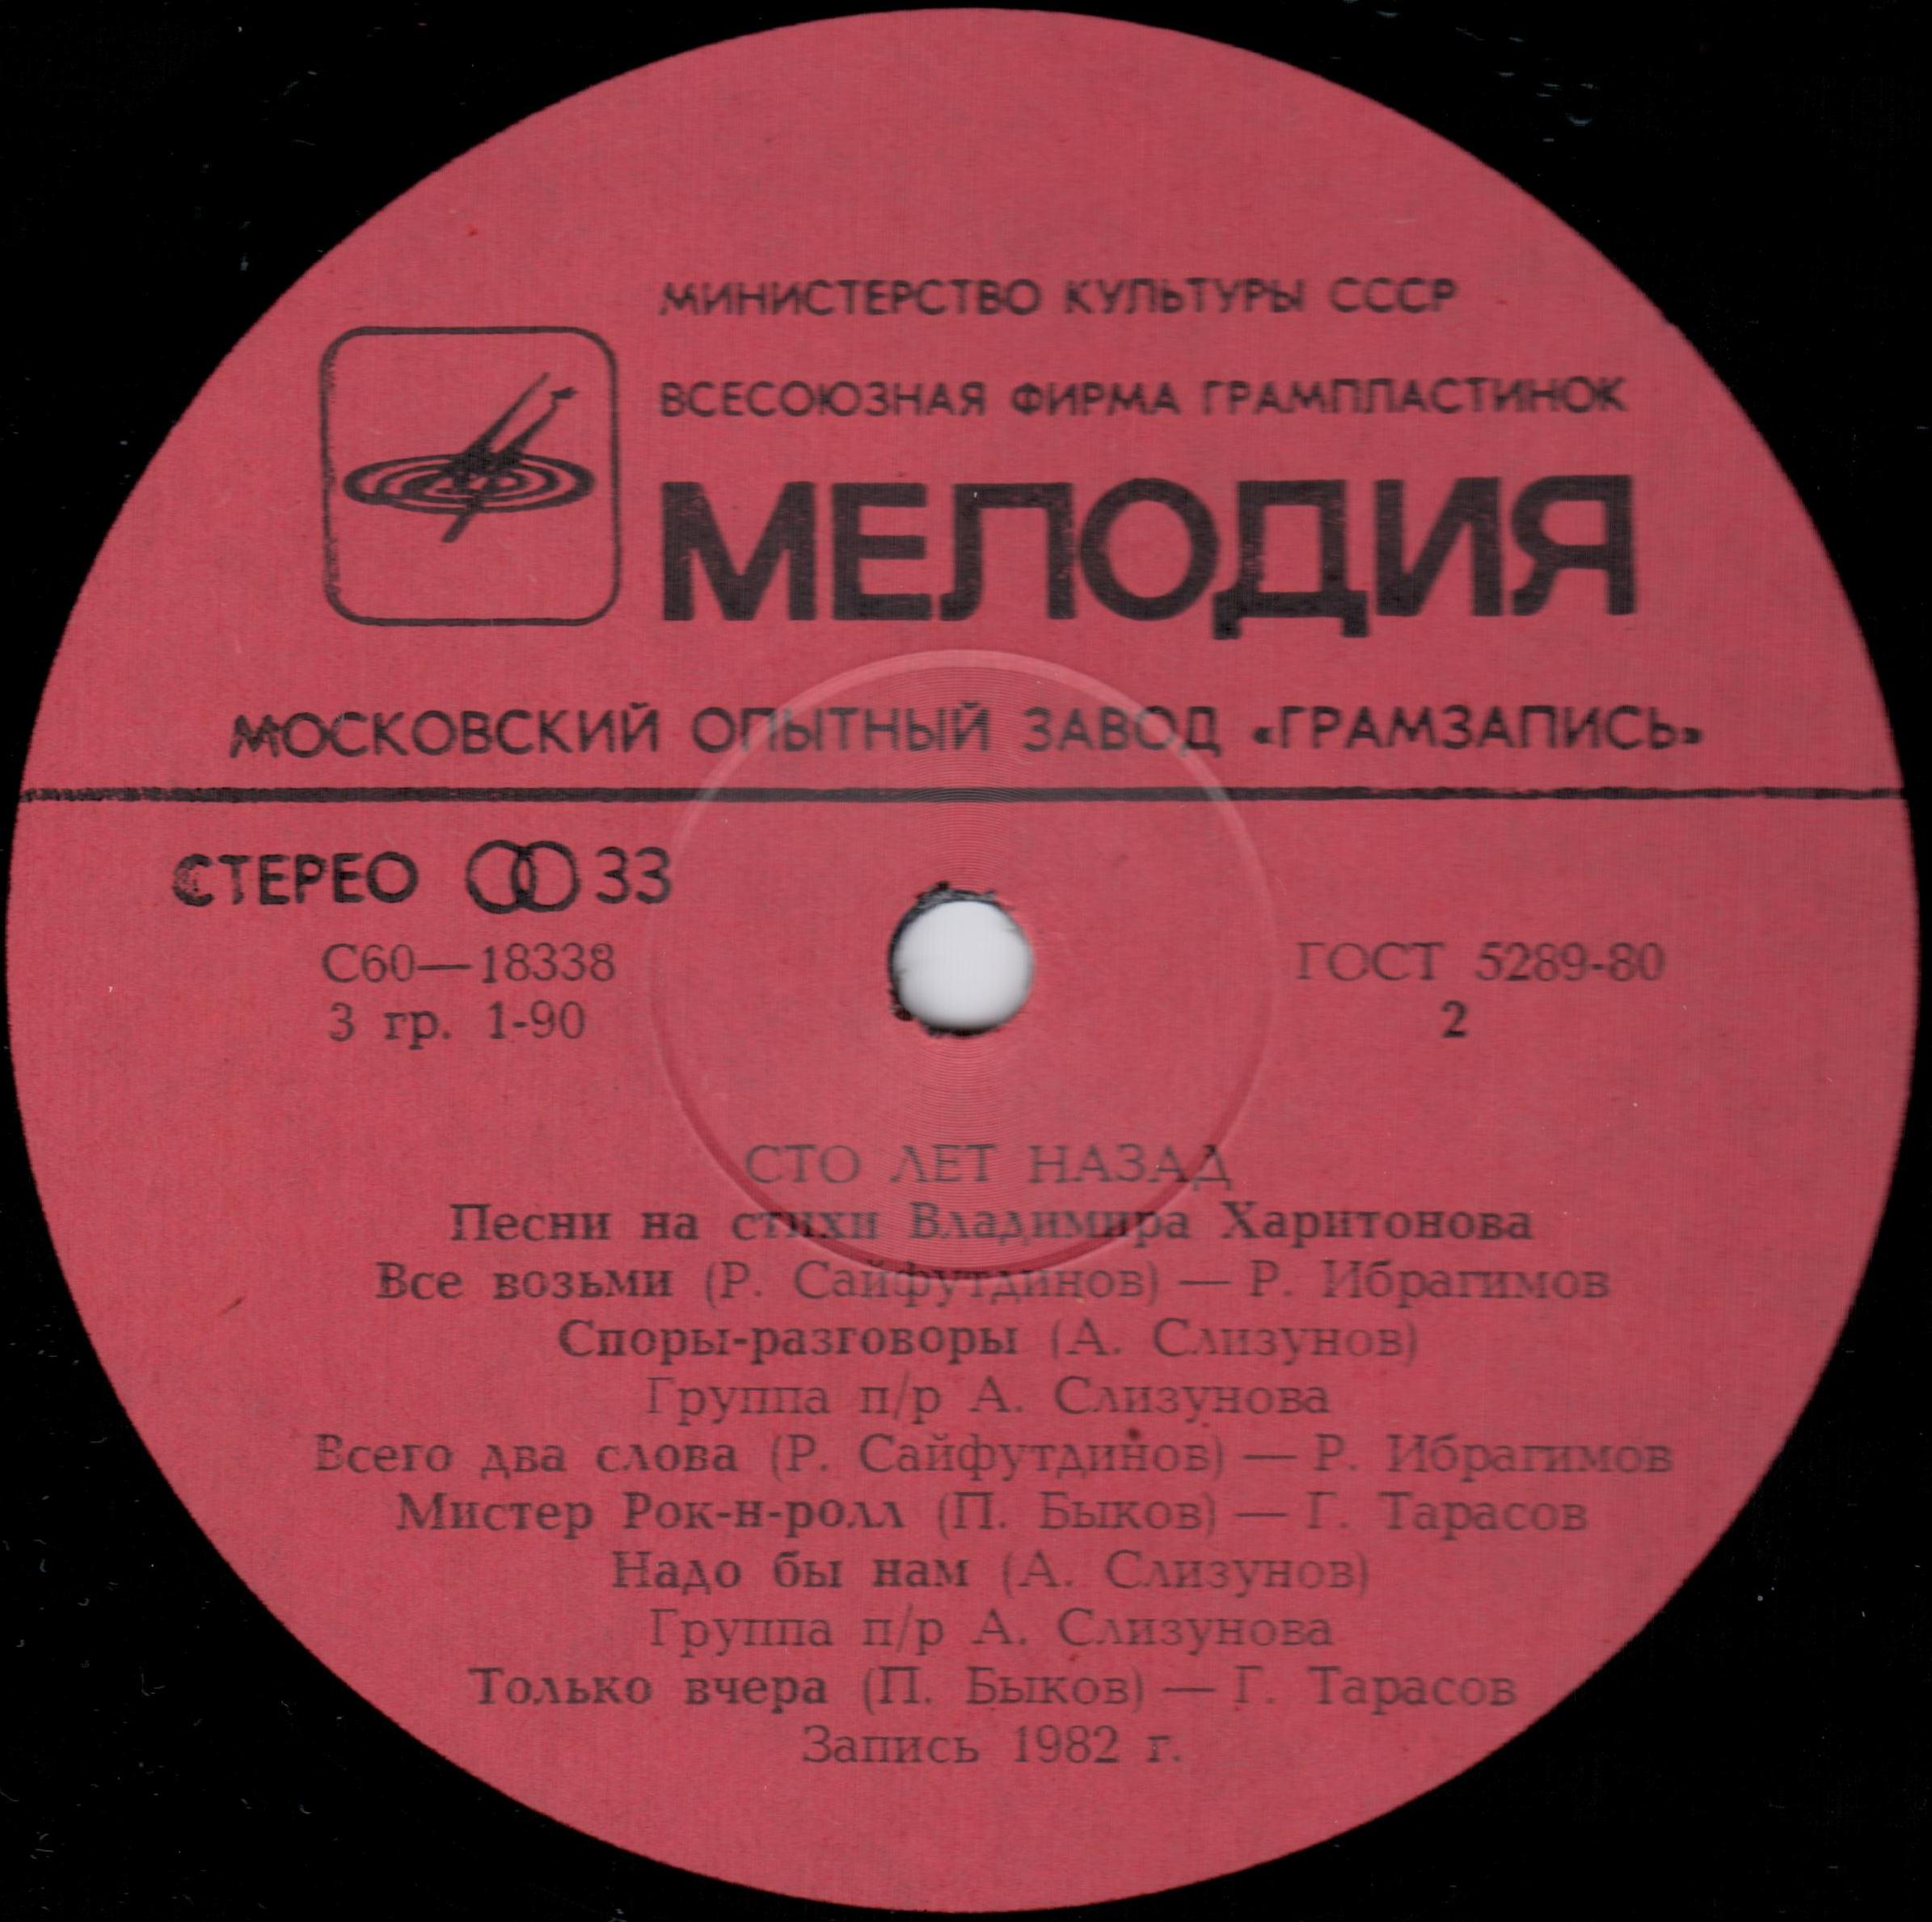 МИНИСТЕРСТВО КУЛЬТУРЫ СССР
ВСЕСОЮЗНАЯ ФИРМА ГРАМПЛАСТИНОК
МЕЛОДИЯ
МОСКОВСКИЙ ОПЫТНЫЙ ЗАВОД «ГРАМЗАПИСЬ»
СТЕРЕО 33
С60—18338
ГОСТ 5289-80
3 гр. 1-90
2
СТО ЛЕТ НАЗАД
Песни на стихи Владимира Харитонова
Все возьми (Р. Сайфутдинов) — Р. Ибрагимов
Споры-разговоры (А. Слизунов)
Группа п/р А. Слизунова
Всего два слова (Р. Сайфутдинов) — Р. Ибрагимов
Мистер Рок-н-ролл (П. Быков) — Г. Тарасов
Надо бы нам (А. Слизунов)
Группа п/р А. Слизунова
Только вчера (П. Быков) — Г. Тарасов
Запись 1982 г.